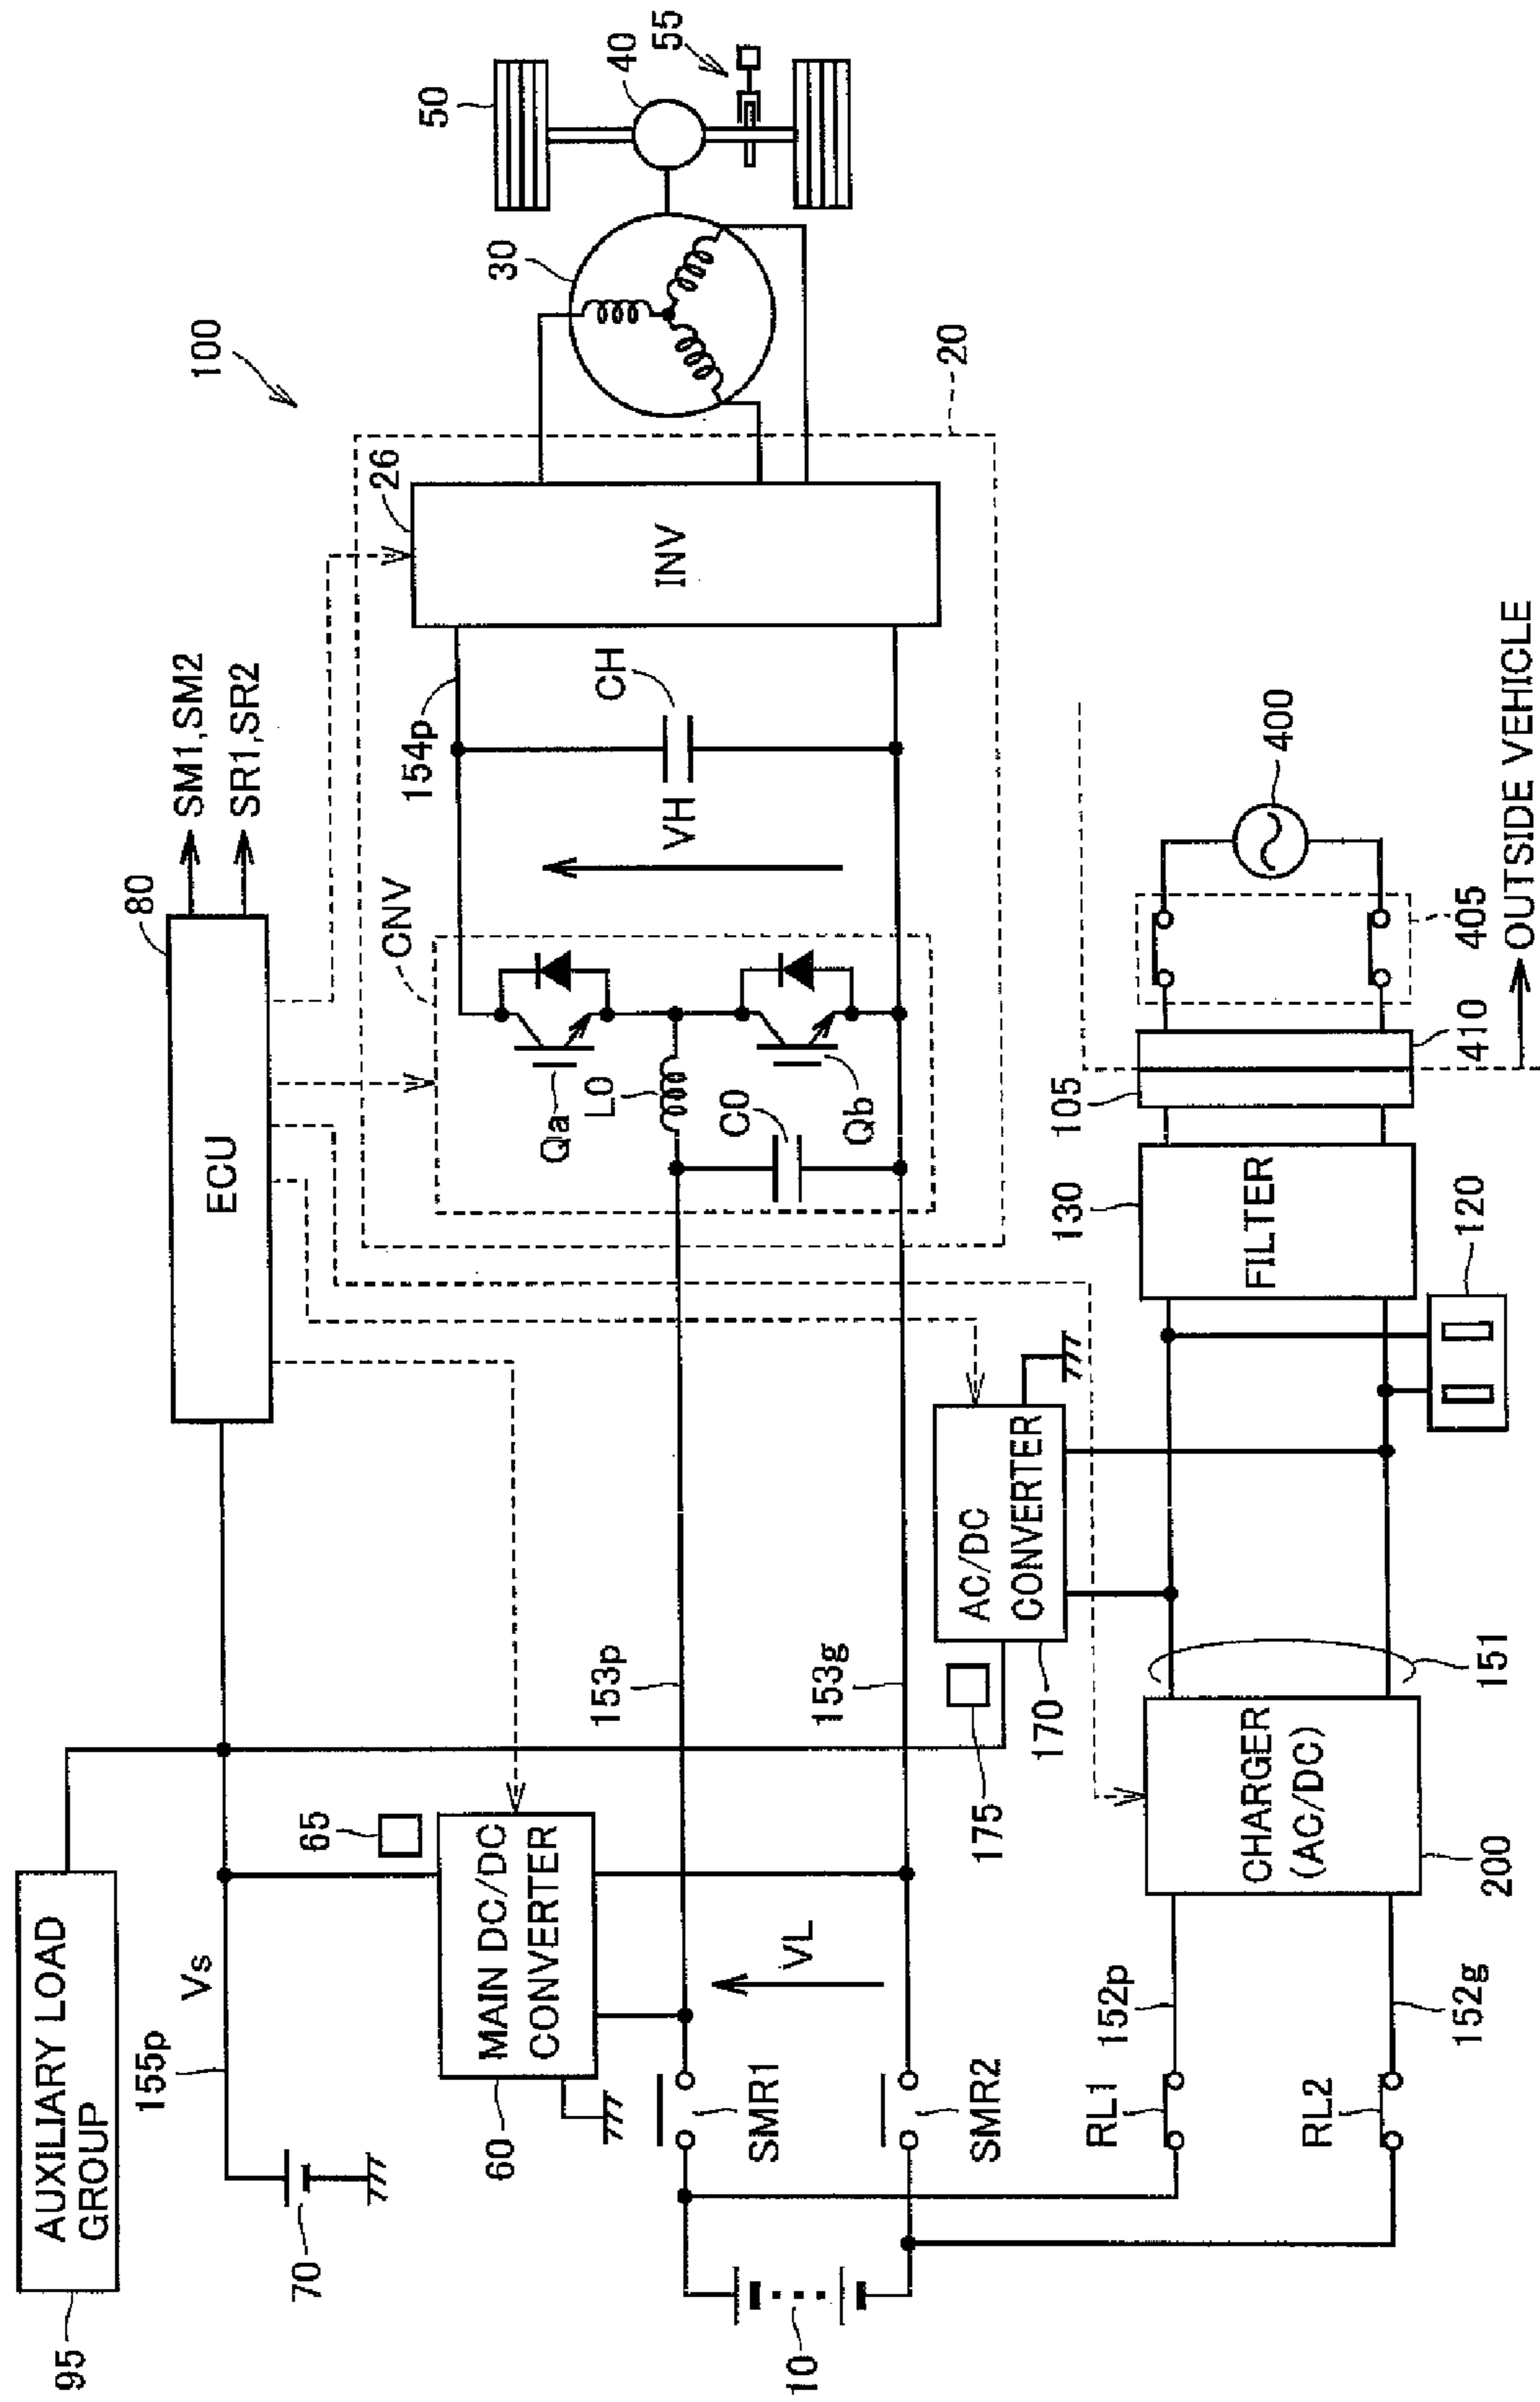 95
AUXILIARY LOAD
GROUP
155p
Vs
70
80
ECU
SM1,SM2
SR1,SR2
100
65
MAIN DC/DC
CONVERTER
60
CNV
154p
26
INV
30
50
40
55
20
Qa
L0
C0
Qb
VH
CH
153p
153g
SMR1
SMR2
VL
10
175
AC/DC
CONVERTER
170
RL1
RL2
152p
152g
CHARGER
(AC/DC)
200
151
130
FILTER
120
105
410
405
400
OUTSIDE VEHICLE